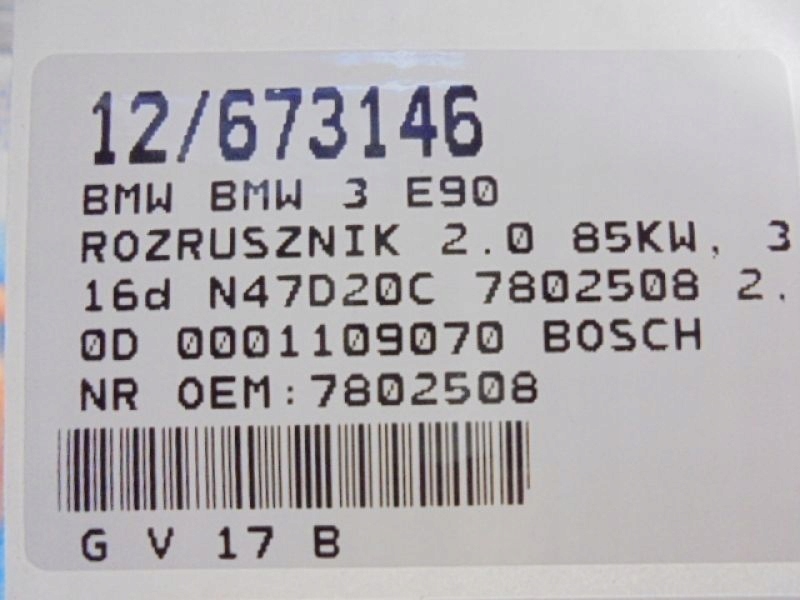 12/673146
BMW BMW 3 E90
ROZRUSZNIK 2.0 85KW, 3
16d N47D20C 7802508 2.
0D 0001109070 BOSCH
NR OEM:7802508
G V 17 B